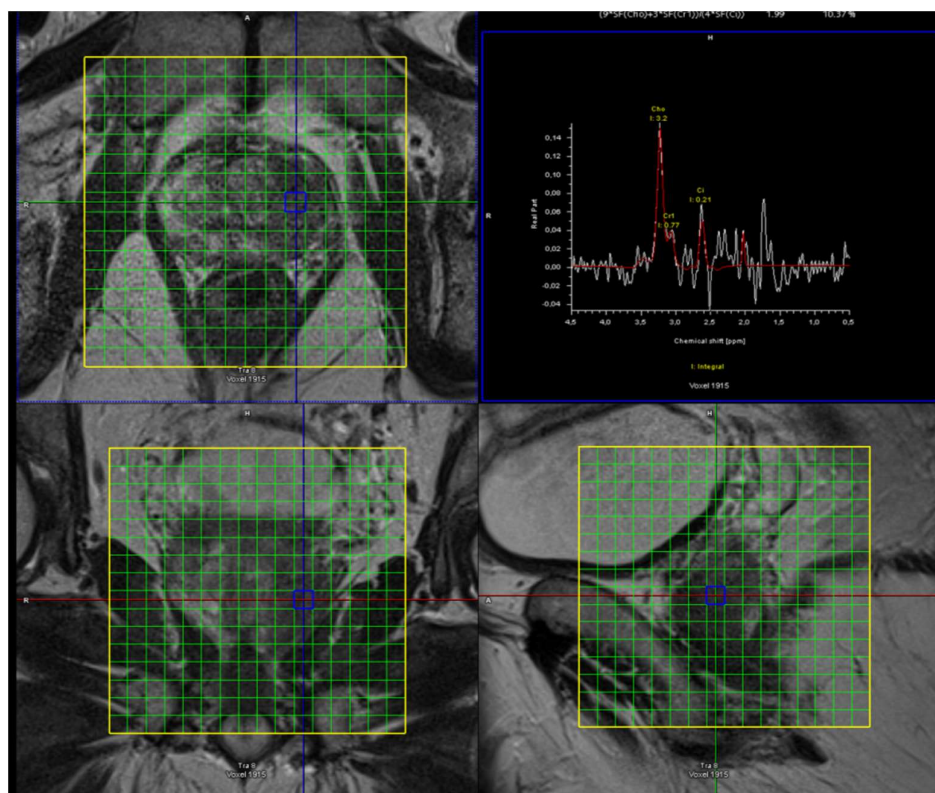 (9*SF(Cho)+3*SF(Cr1))/(4*SF(Ci)) 1.99 10.37%
A
R
Tra 8
Voxel 1915
H
R
Cho
I: 3.2
Cr1
I: 0.77
Ci
I: 0.21
0,14
0,12
0,10
0,08
0,06
0,04
0,02
0,00
-0,02
-0,04
Real Part
4,5 4,0 3,5 3,0 2,5 2,0 1,5 1,0 0,5
Chemical shift [ppm]
I: Integral
Voxel 1915
H
R
Tra 8
Voxel 1915
H
A
Tra 8
Voxel 1915